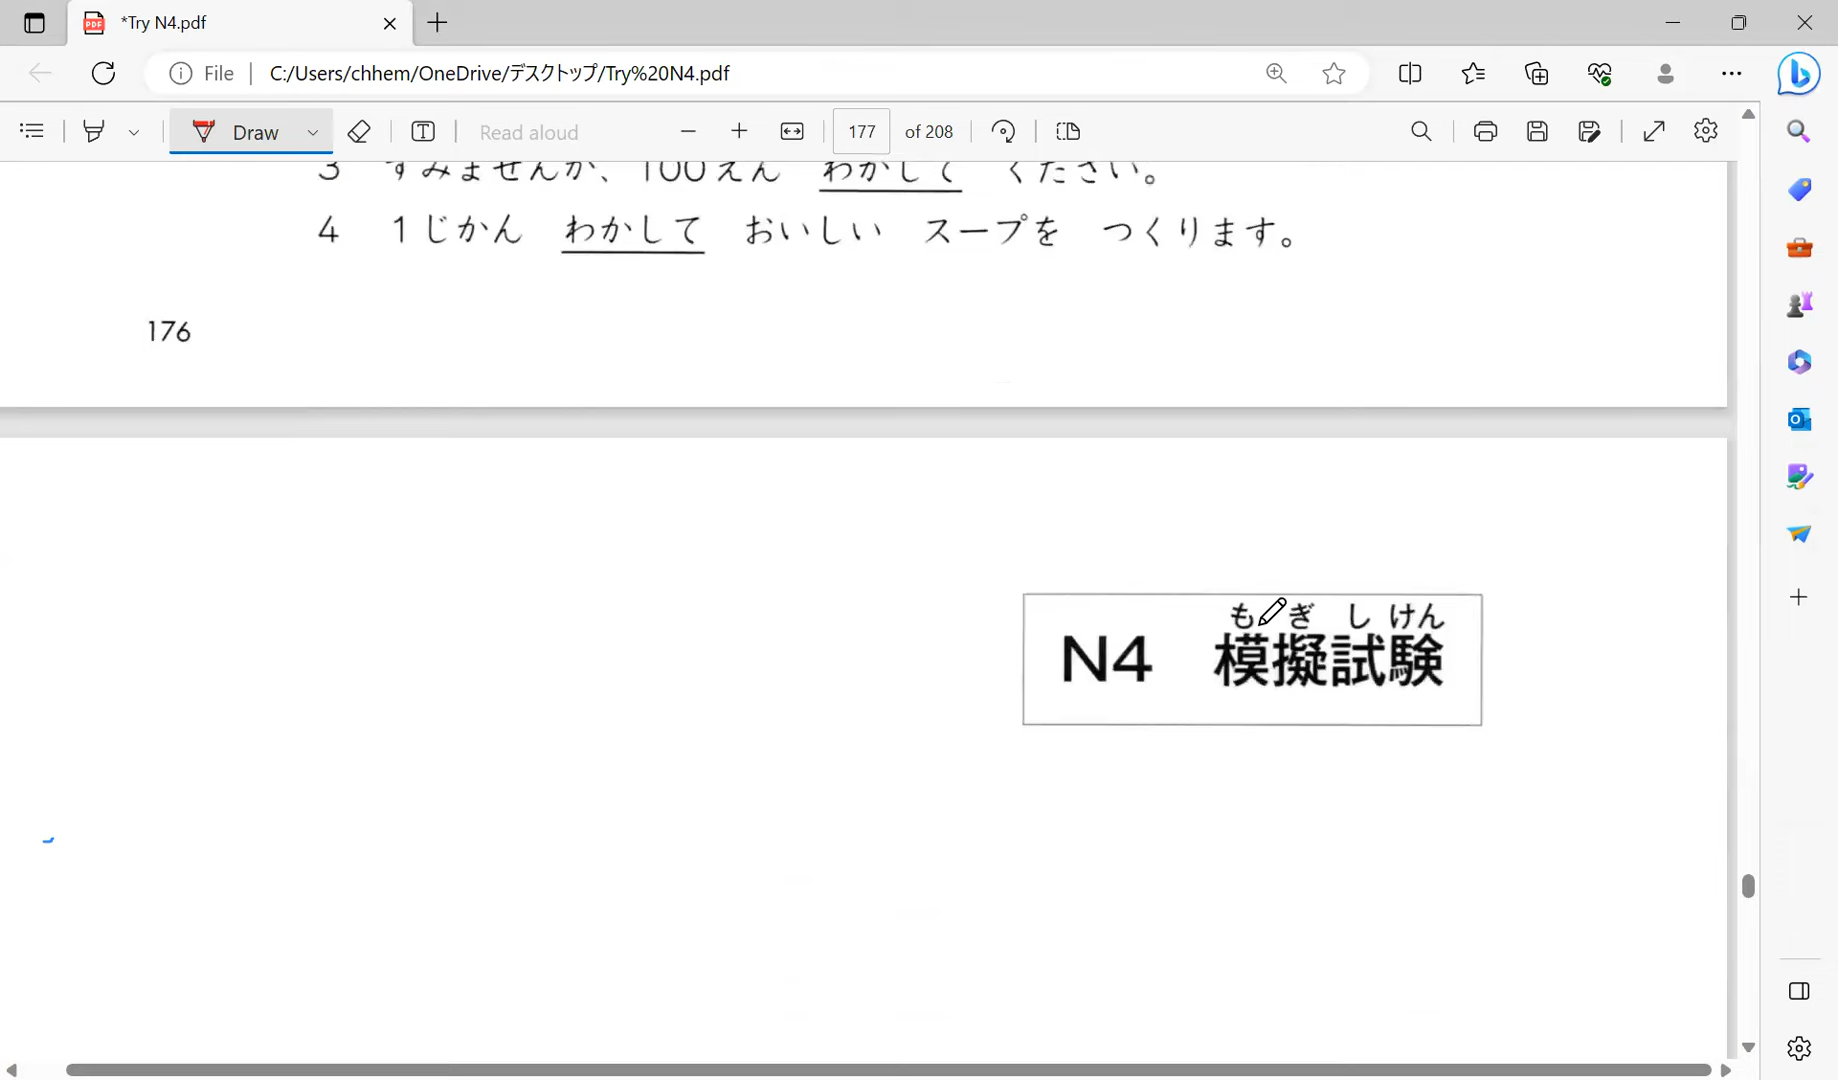 *Try N4.pdf
File
C:/Users/chhem/OneDrive/デスクトップ/Try%20N4.pdf
Draw
Read aloud
177
of 208
3 すみませんが、100えん わかして ください。
4 1じかん わかして おいしい スープを つくります。
176
もぎ しけん
N4 模擬試験